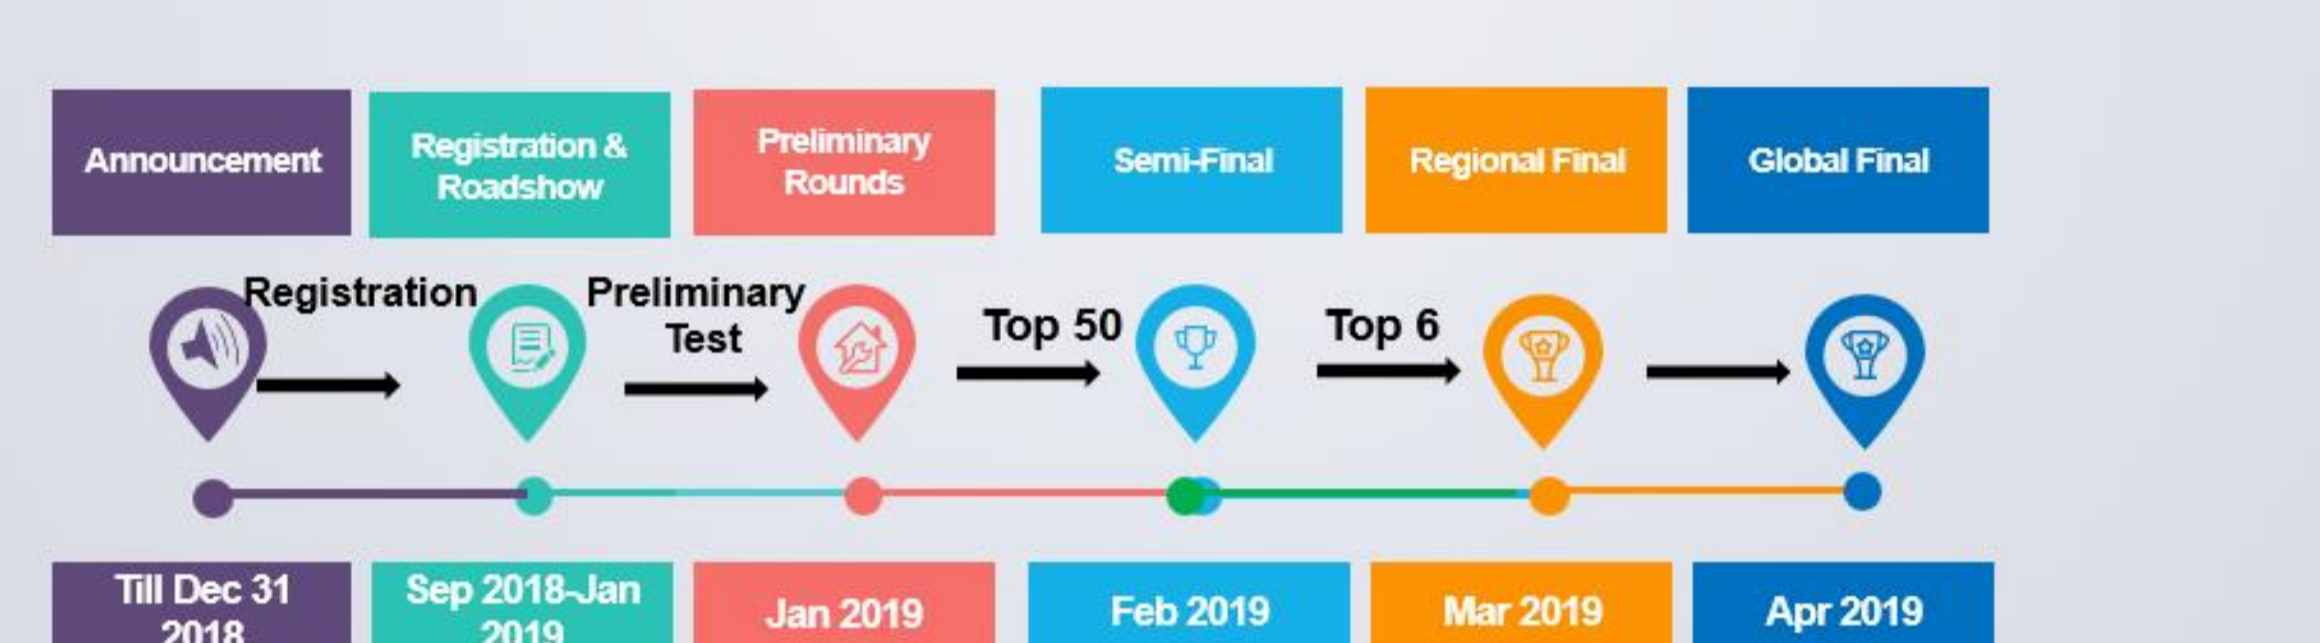 Announcement
Registration &
Roadshow
Preliminary
Rounds
Semi-Final
Regional Final
Global Final
Registration
Preliminary
Test
Top 50
Top 6
Till Dec 31
2018
Sep 2018-Jan
2019
Jan 2019
Feb 2019
Mar 2019
Apr 2019